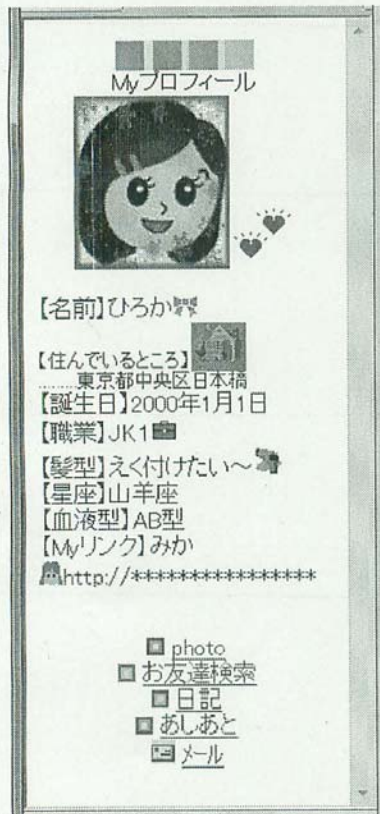 Myプロフィール
【名前】ひろか
【住んでいるところ】
........東京都中央区日本橋
【誕生日】2000年1月1日
【職業】JK1
【髪型】えく付けたい~
【星座】山羊座
【血液型】AB型
【Myリンク】みか
http://****************
photo
お友達検索
日記
あしあと
メール